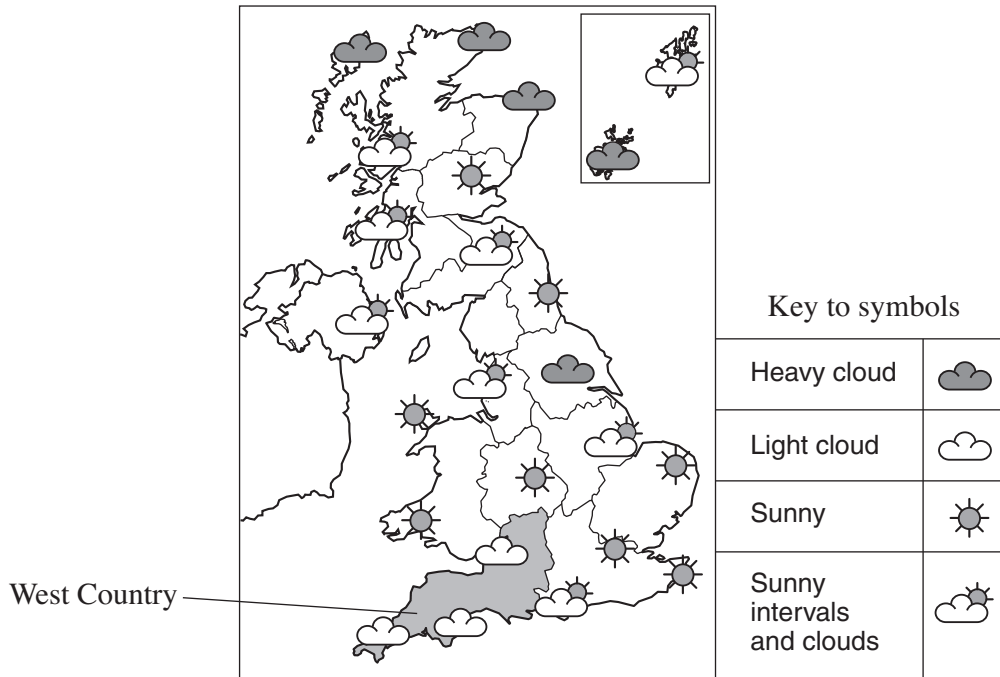 Key to symbols
Heavy cloud
Light cloud
Sunny
Sunny
intervals
and clouds
West Country